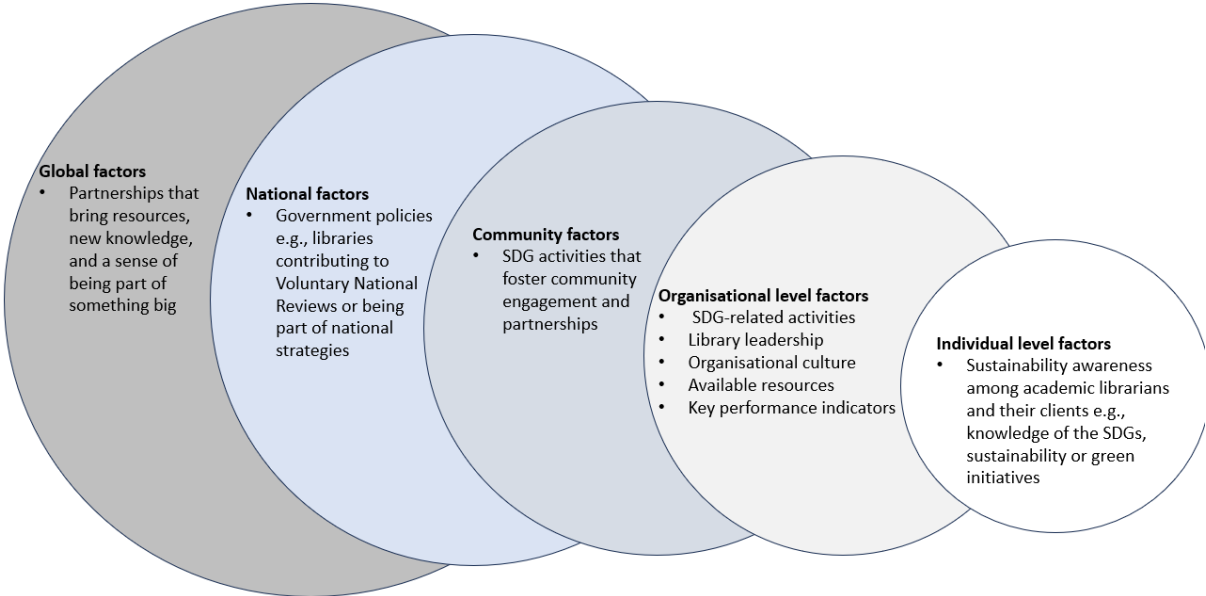 Global factors
• Partnerships that
bring resources,
new knowledge,
and a sense of
being part of
something big
National factors
• Government policies
e.g., libraries
contributing to
Voluntary National
Reviews or being
part of national
strategies
Community factors
• SDG activities that
foster community
engagement and
partnerships
Organisational level factors
• SDG-related activities
• Library leadership
• Organisational culture
• Available resources
• Key performance indicators
Individual level factors
• Sustainability awareness
among academic librarians
and their clients e.g.,
knowledge of the SDGs,
sustainability or green
initiatives